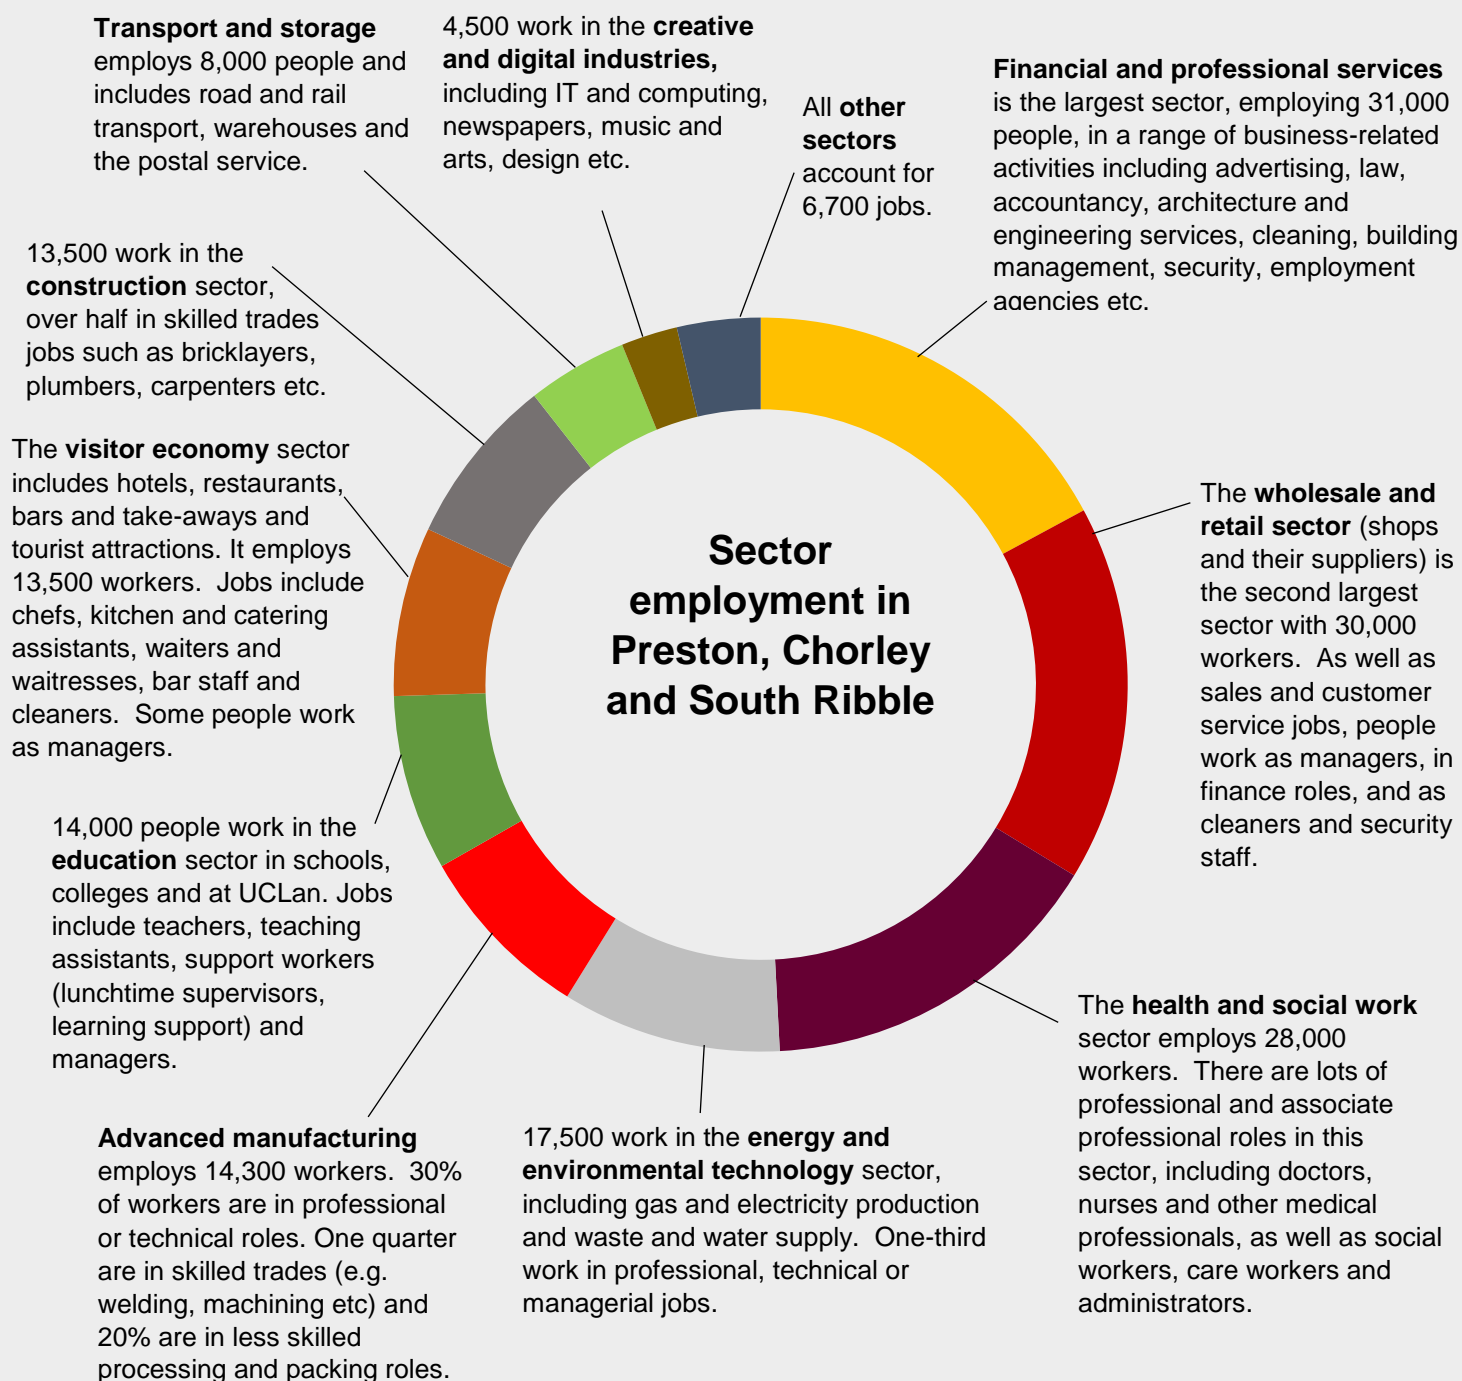 Transport and storage
employs 8,000 people and
includes road and rail
transport, warehouses and
the postal service.
4,500 work in the creative
and digital industries,
including IT and computing,
newspapers, music and
arts, design etc.
All other
sectors
account for
6,700 jobs.
Financial and professional services
is the largest sector, employing 31,000
people, in a range of business-related
activities including advertising, law,
accountancy, architecture and
engineering services, cleaning, building
management, security, employment
agencies etc.
13,500 work in the
construction sector,
over half in skilled trades
jobs such as bricklayers,
plumbers, carpenters etc.
The visitor economy sector
includes hotels, restaurants,
bars and take-aways and
tourist attractions. It employs
13,500 workers.  Jobs include
chefs, kitchen and catering
assistants, waiters and
waitresses, bar staff and
cleaners.  Some people work
as managers.
Sector
employment in
Preston, Chorley
and South Ribble
The wholesale and
retail sector (shops
and their suppliers) is
the second largest
sector with 30,000
workers.  As well as
sales and customer
service jobs, people
work as managers, in
finance roles, and as
cleaners and security
staff.
14,000 people work in the
education sector in schools,
colleges and at UCLan. Jobs
include teachers, teaching
assistants, support workers
(lunchtime supervisors,
learning support) and
managers.
The health and social work
sector employs 28,000
workers.  There are lots of
professional and associate
professional roles in this
sector, including doctors,
nurses and other medical
professionals, as well as social
workers, care workers and
administrators.
Advanced manufacturing
employs 14,300 workers.  30%
of workers are in professional
or technical roles. One quarter
are in skilled trades (e.g.
welding, machining etc) and
20% are in less skilled
processing and packing roles.
17,500 work in the energy and
environmental technology sector,
including gas and electricity production
and waste and water supply.  One-third
work in professional, technical or
managerial jobs.